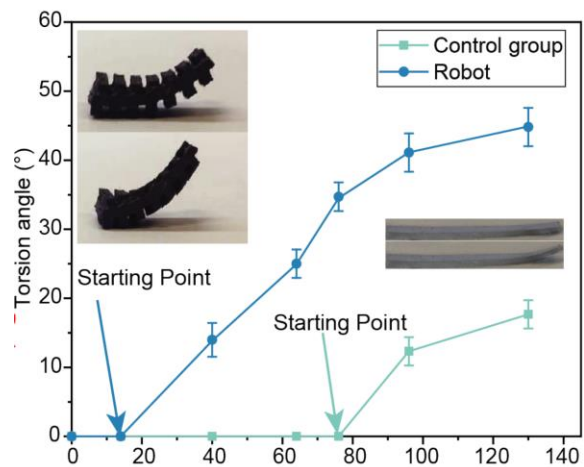 60
50
40
30
20
10
0
Torsion angle (°)
Control group
Robot
Starting Point
Starting Point
0 20 40 60 80 100 120 140